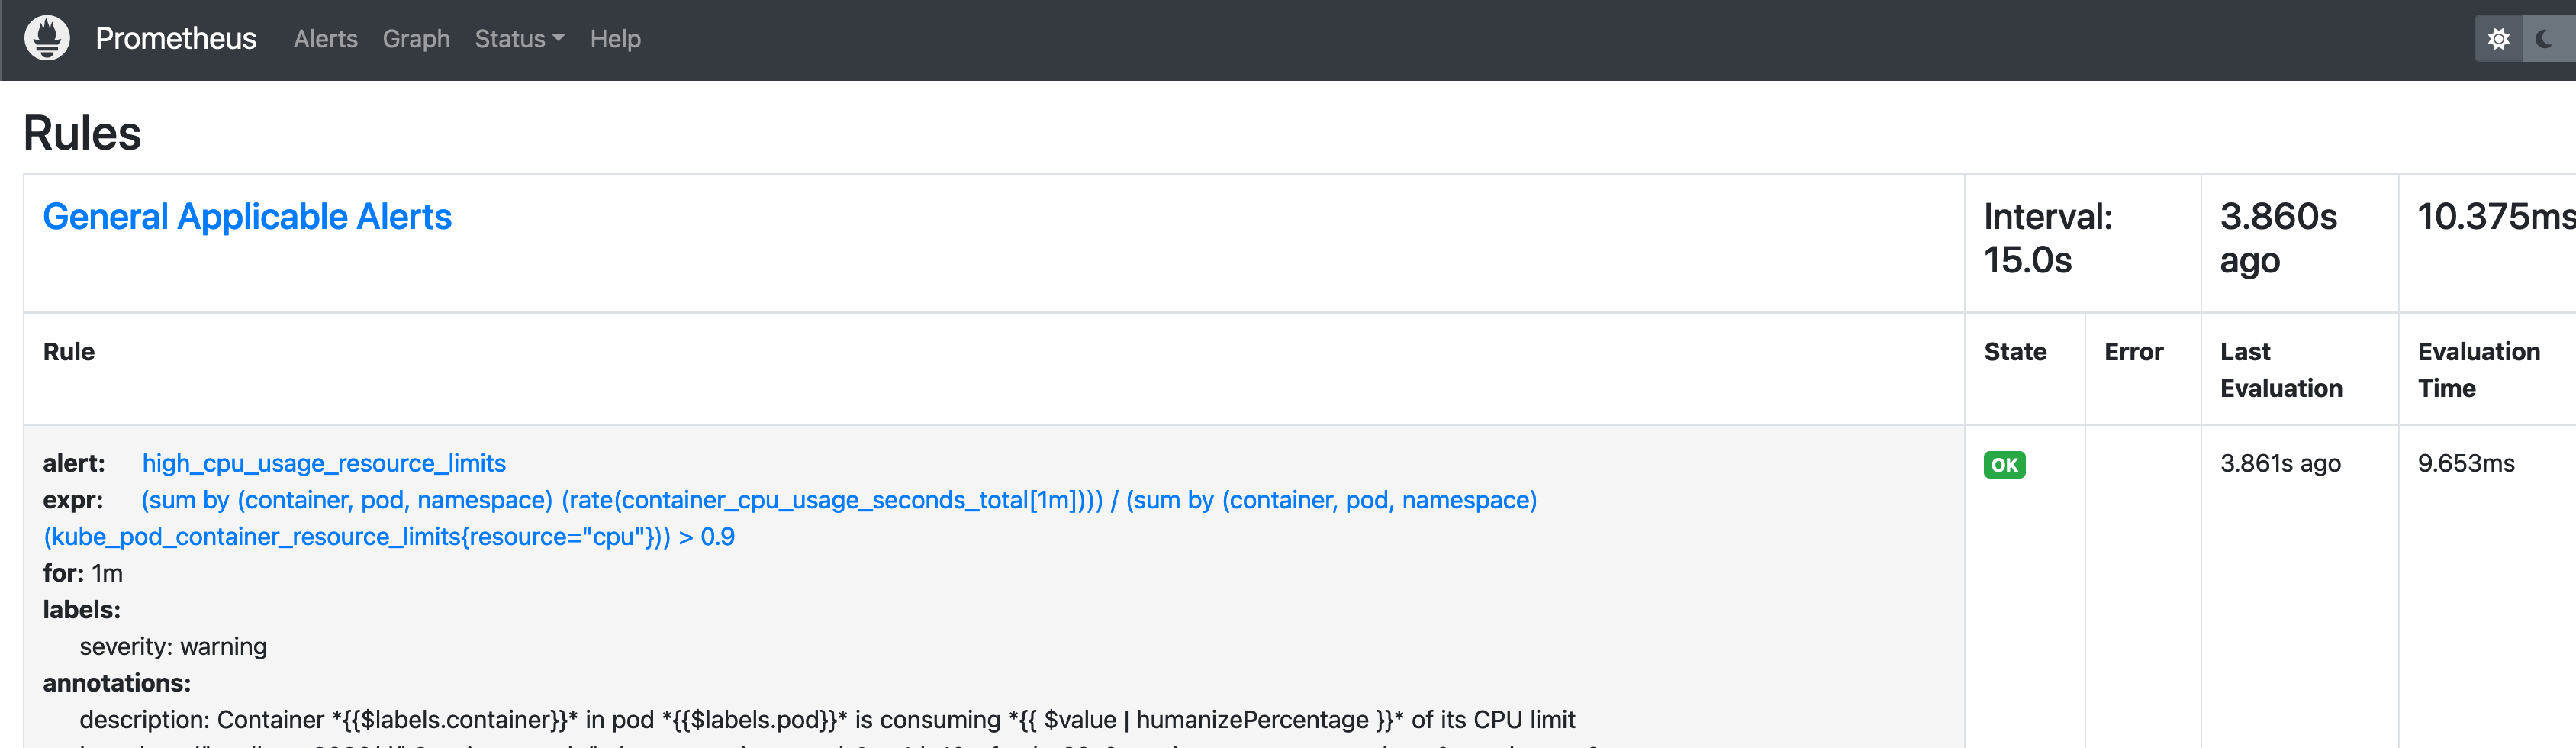 Prometheus Alerts Graph Status Help
Rules
General Applicable Alerts
Interval: 15.0s
3.860s ago
10.375ms
Rule
State
Error
Last Evaluation
Evaluation Time
alert: high_cpu_usage_resource_limits
expr: (sum by (container, pod, namespace) (rate(container_cpu_usage_seconds_total[1m]))) / (sum by (container, pod, namespace)
(kube_pod_container_resource_limits{resource="cpu"})) > 0.9
for: 1m
labels:
severity: warning
annotations:
description: Container *{{$labels.container}}* in pod *{{$labels.pod}}* is consuming *{{ $value | humanizePercentage }}* of its CPU limit
OK
3.861s ago
9.653ms